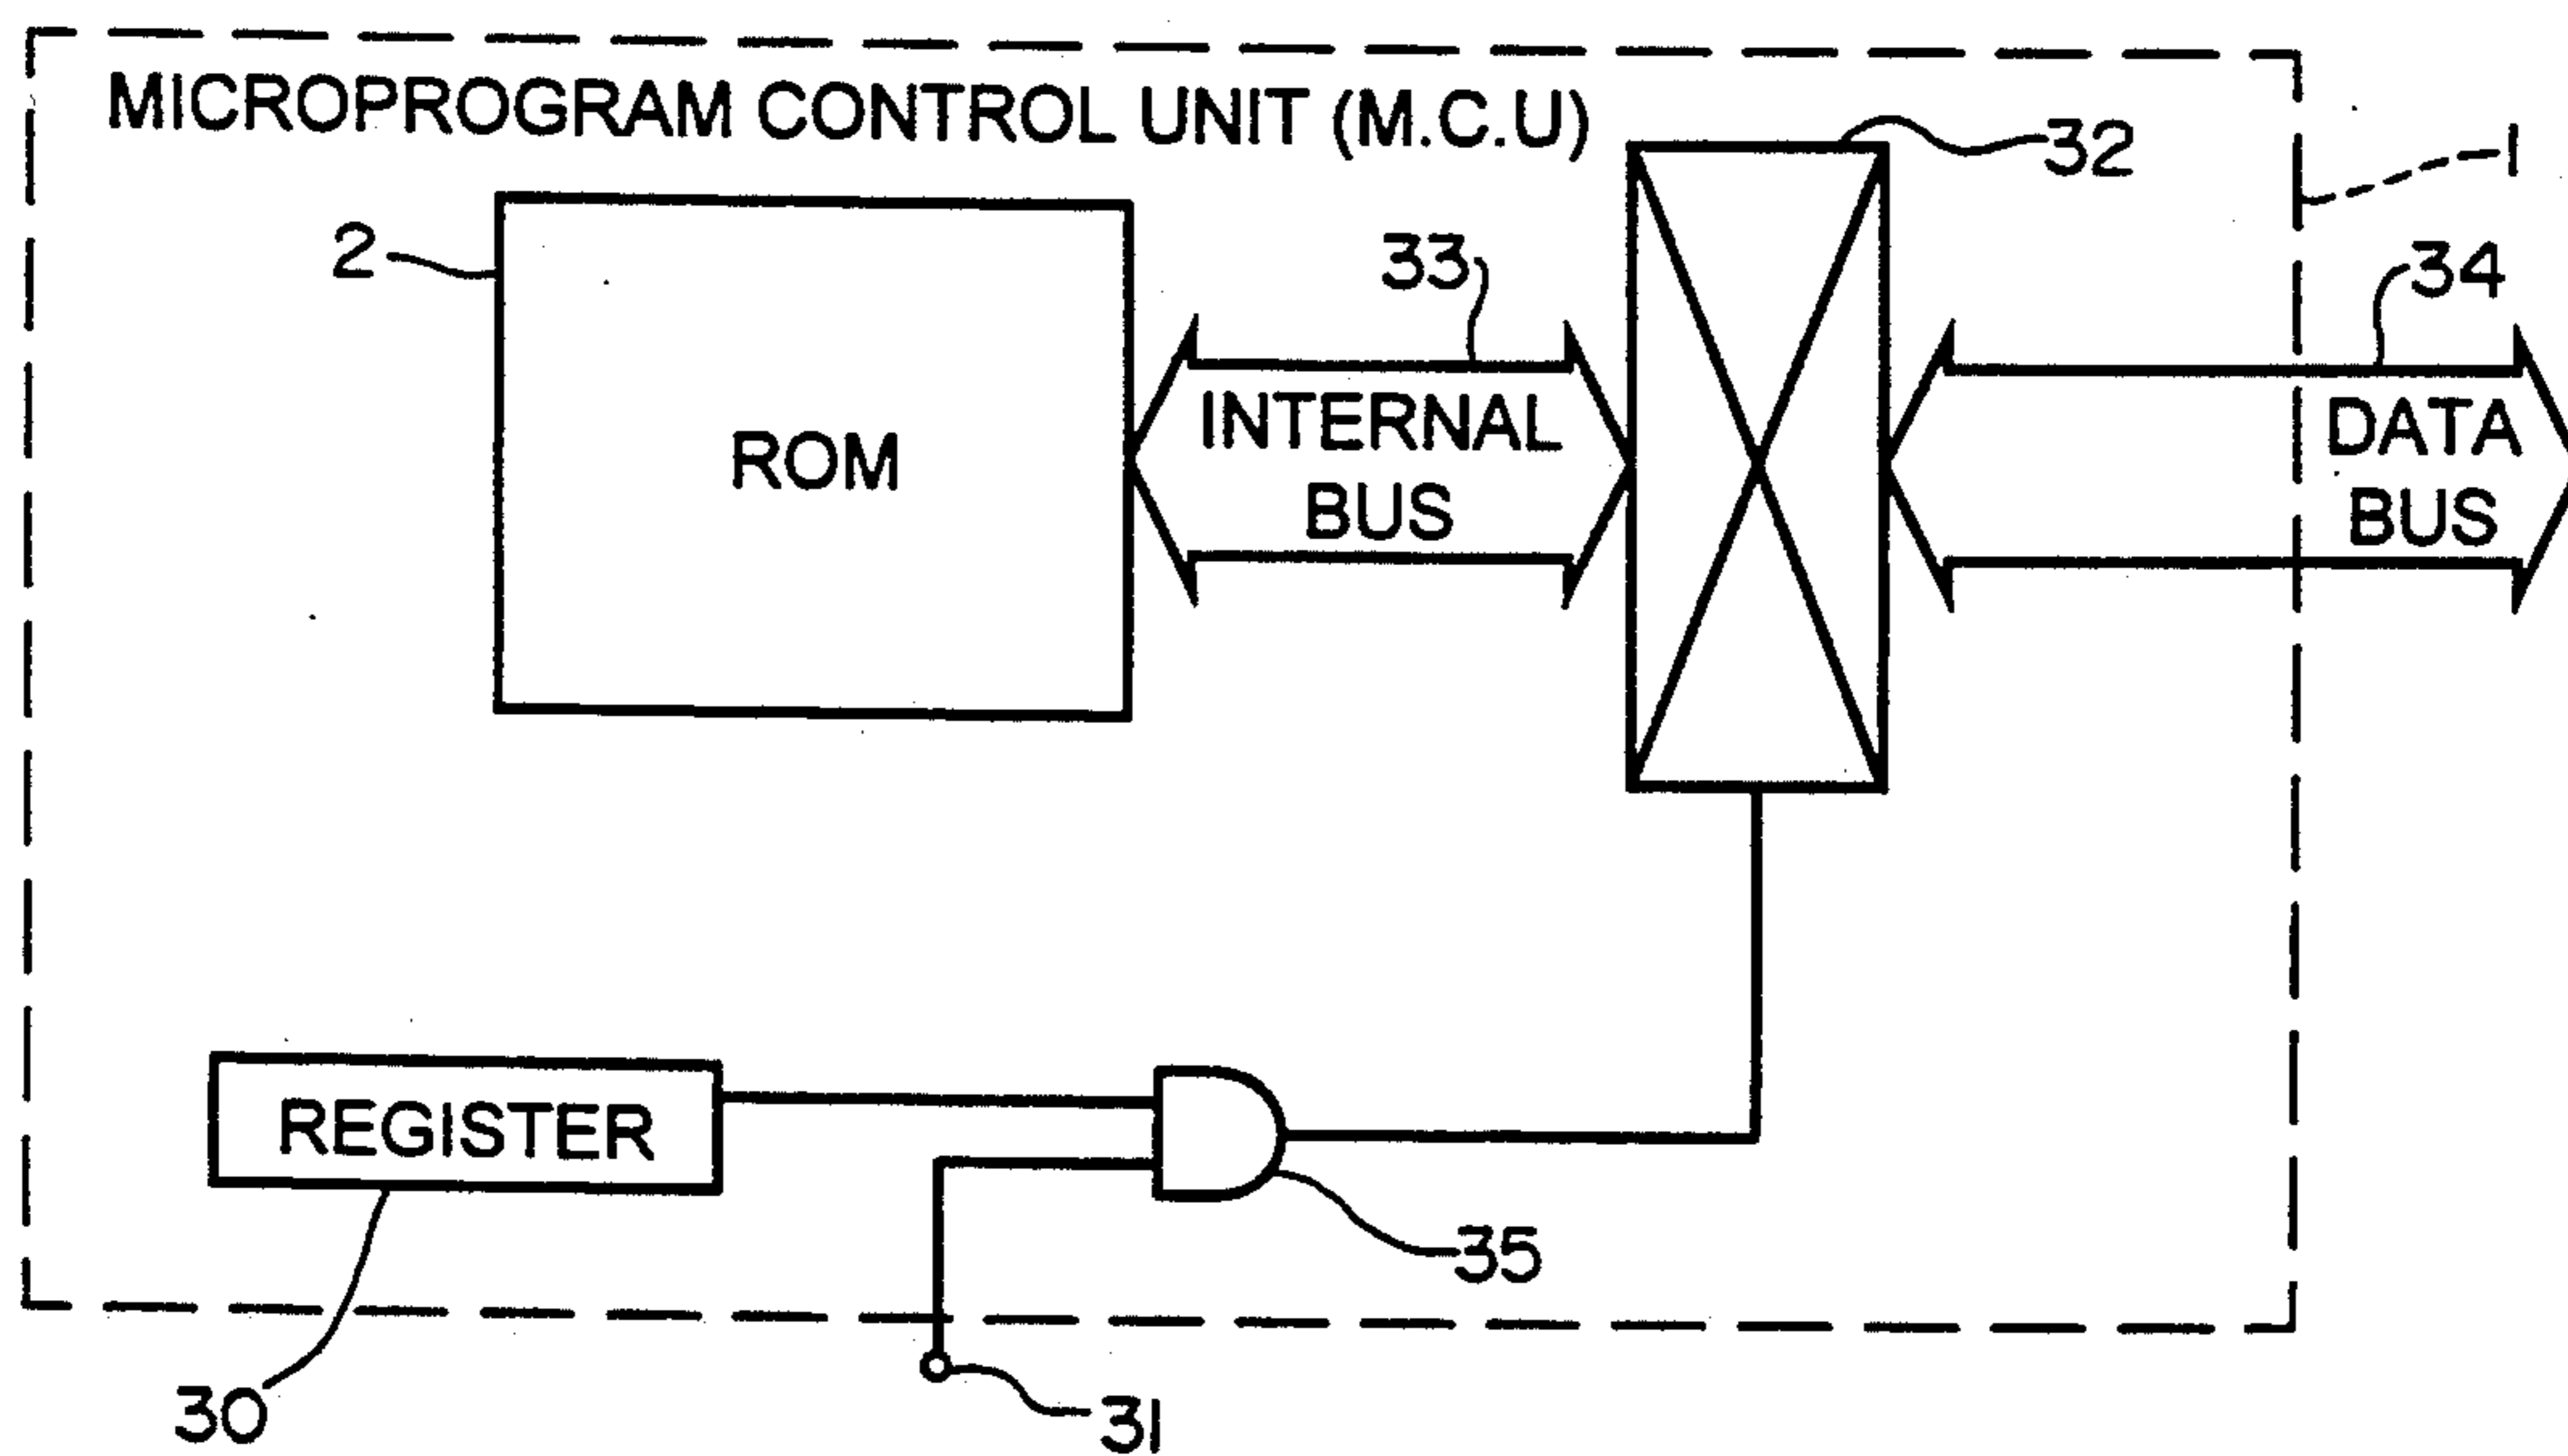 MICROPROGRAM CONTROL UNIT (M.C.U)
32
1
2
33
34
ROM
INTERNAL
BUS
DATA
BUS
REGISTER
35
30
31